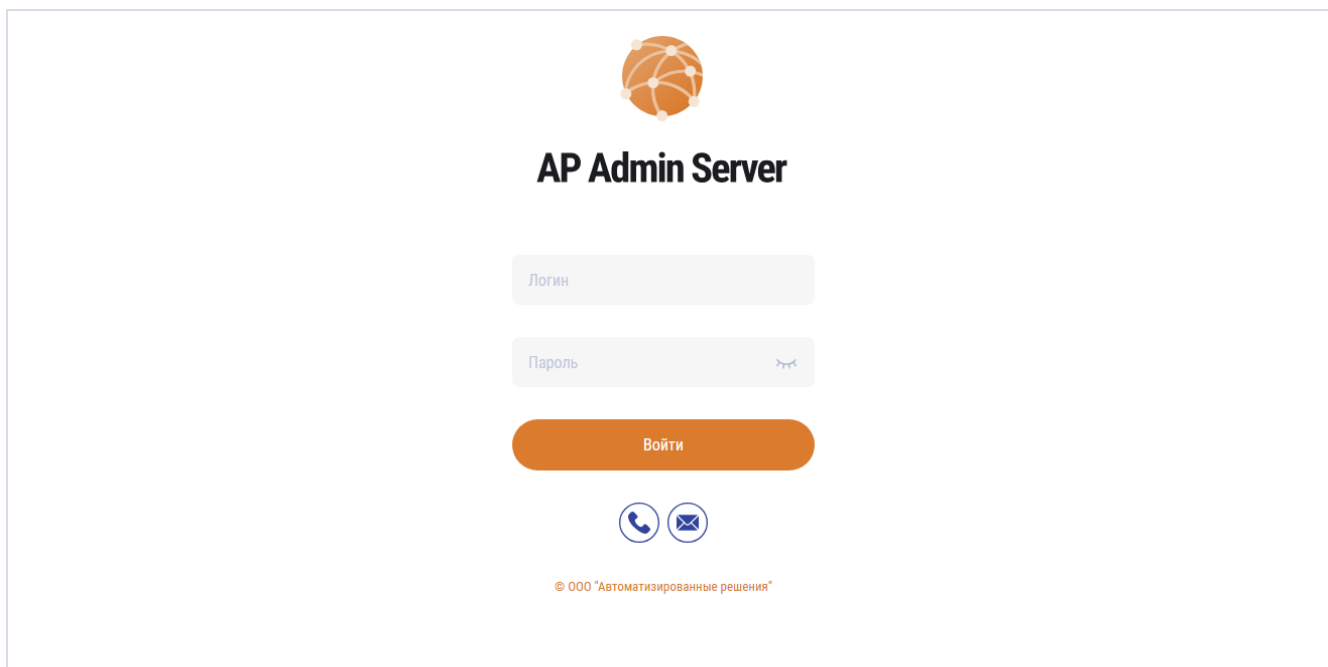 AP Admin Server
Логин
Пароль
Войти
© ООО "Автоматизированные решения"